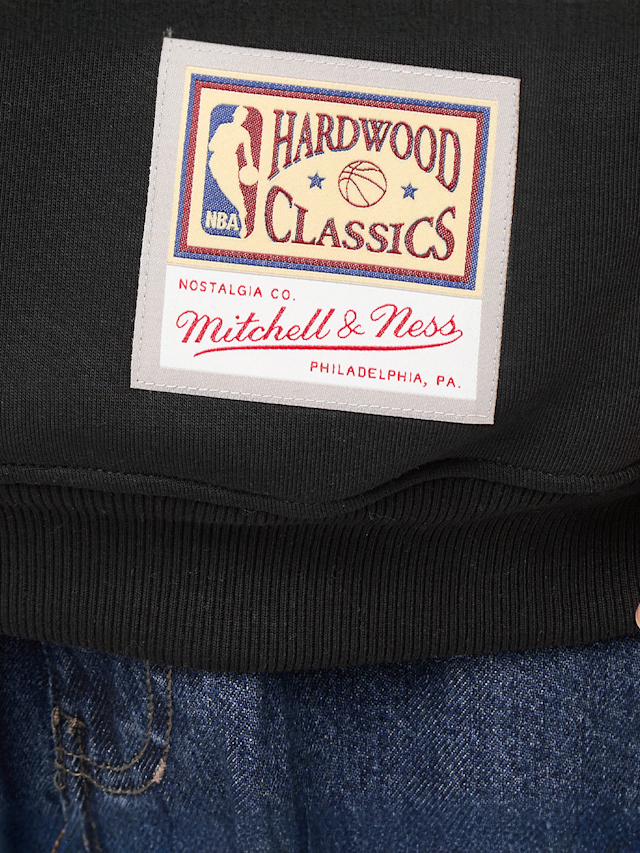 HARDWOOD
CLASSICS
NBA
NOSTALGIA CO.
Mitchell & Ness
PHILADELPHIA, PA.